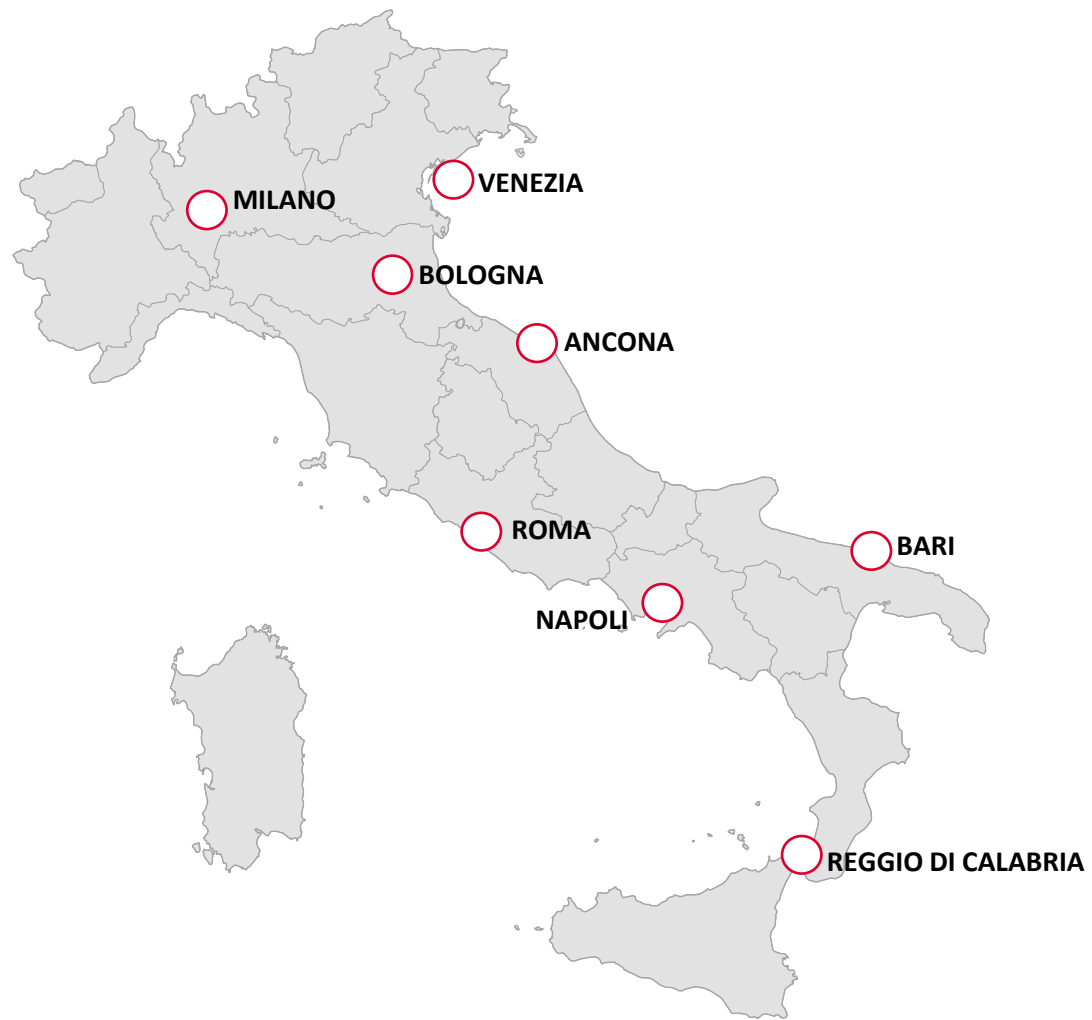 VENEZIA
MILANO
BOLOGNA
ANCONA
ROMA
BARI
NAPOLI
REGGIO DI CALABRIA